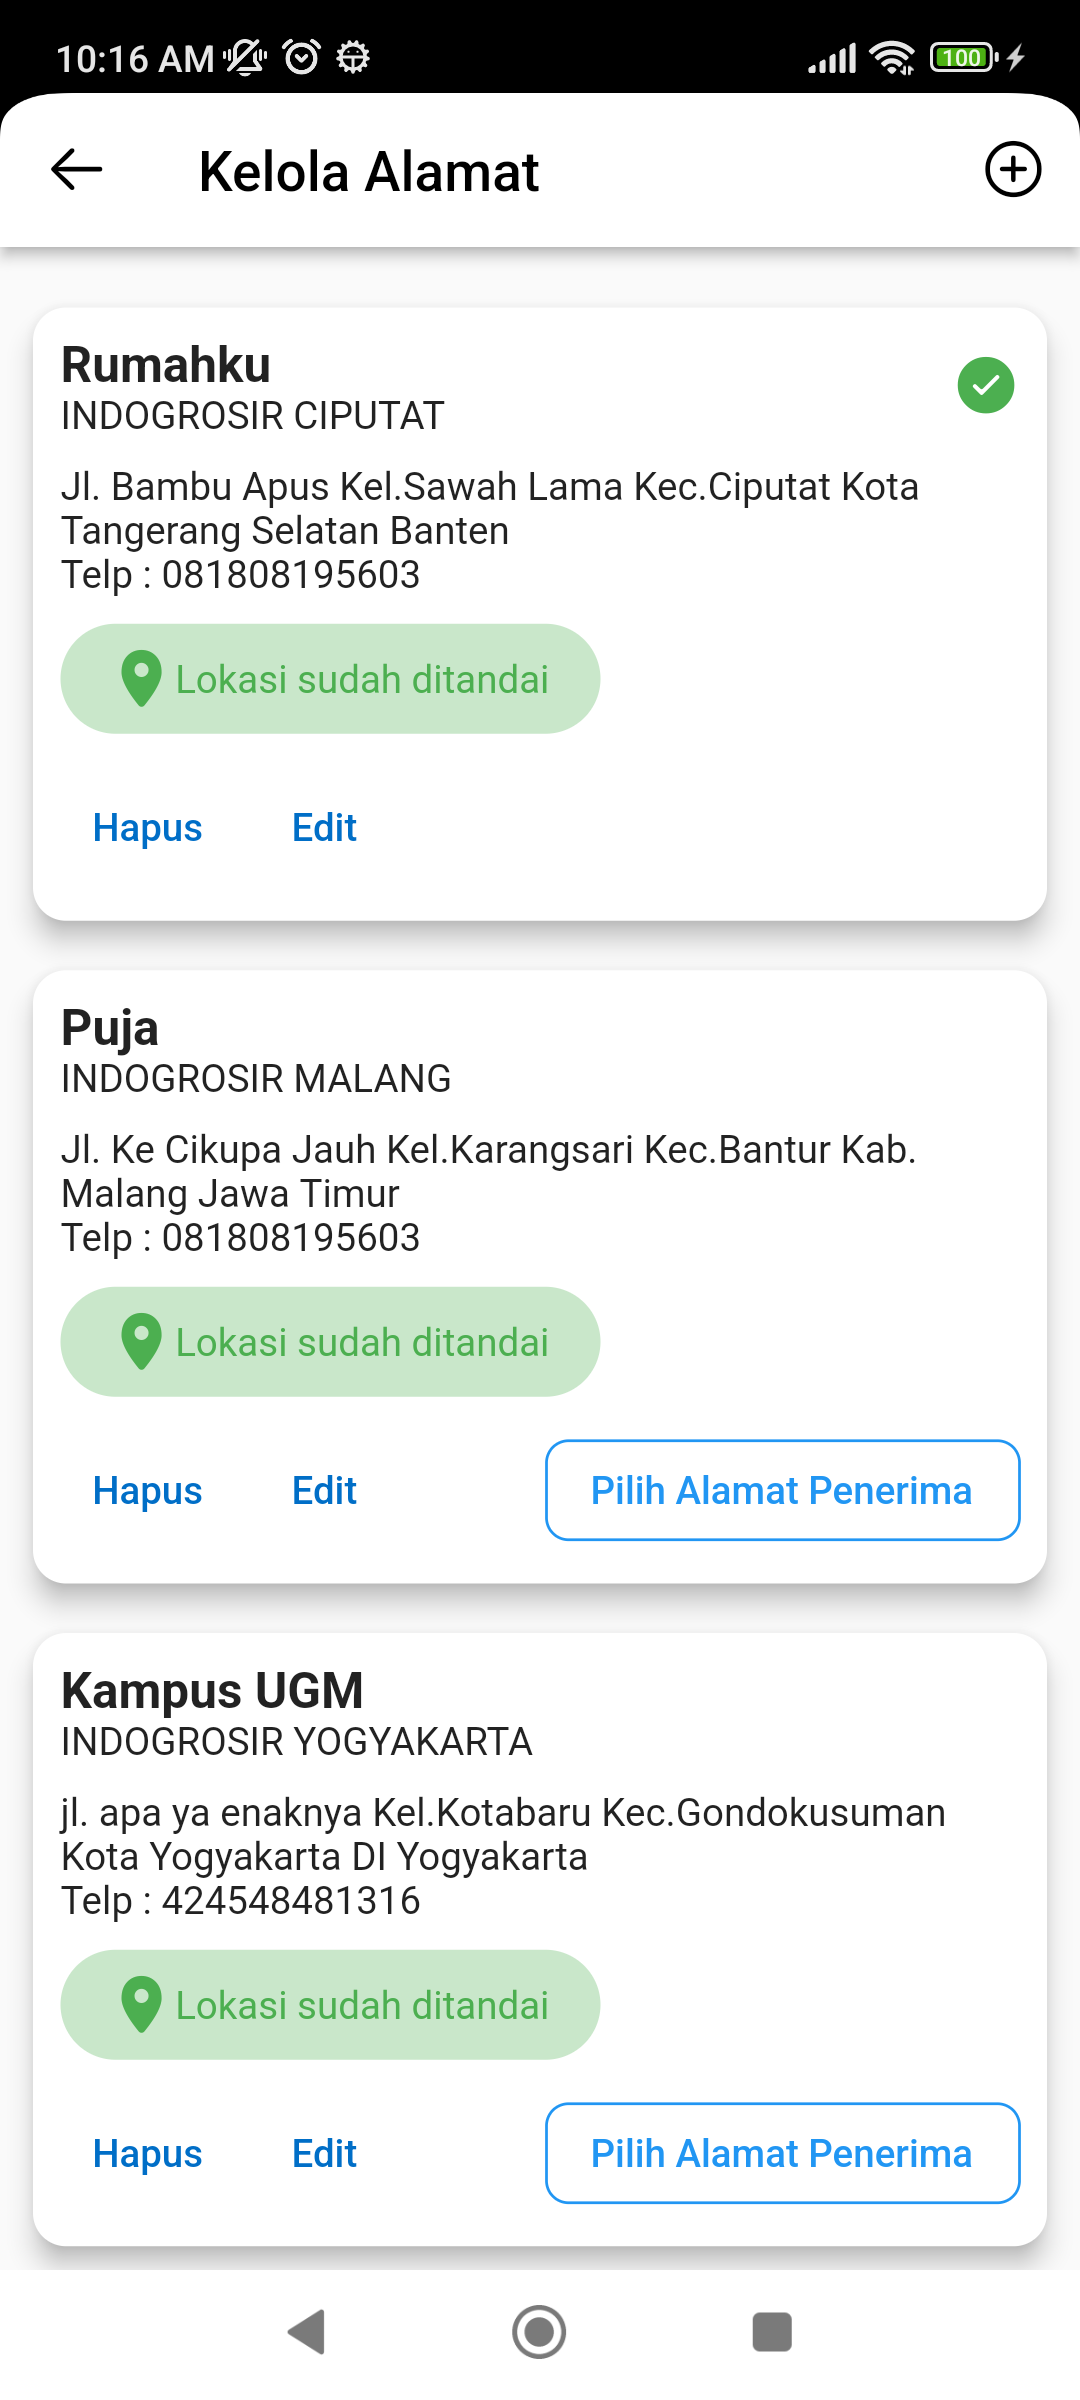 10:16 AM
100
Kelola Alamat
Rumahku
INDOGROSIR CIPUTAT
Jl. Bambu Apus Kel.Sawah Lama Kec.Ciputat Kota
Tangerang Selatan Banten
Telp : 081808195603
Lokasi sudah ditandai
Hapus Edit
Puja
INDOGROSIR MALANG
Jl. Ke Cikupa Jauh Kel.Karangsari Kec.Bantur Kab.
Malang Jawa Timur
Telp : 081808195603
Lokasi sudah ditandai
Hapus Edit Pilih Alamat Penerima
Kampus UGM
INDOGROSIR YOGYAKARTA
jl. apa ya enaknya Kel.Kotabaru Kec.Gondokusuman
Kota Yogyakarta DI Yogyakarta
Telp : 424548481316
Lokasi sudah ditandai
Hapus Edit Pilih Alamat Penerima